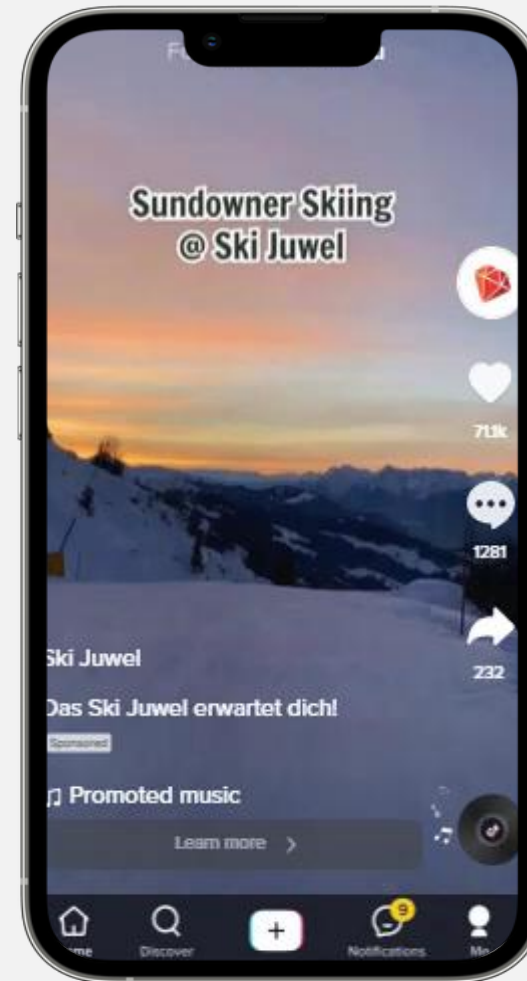 Sundowner Skiing
@ Ski Juwel
71.1k
1281
232
Ski Juwel
Das Ski Juwel erwartet dich!
Sponsored
Promoted music
Learn more
9
Discover
Notifications
Me